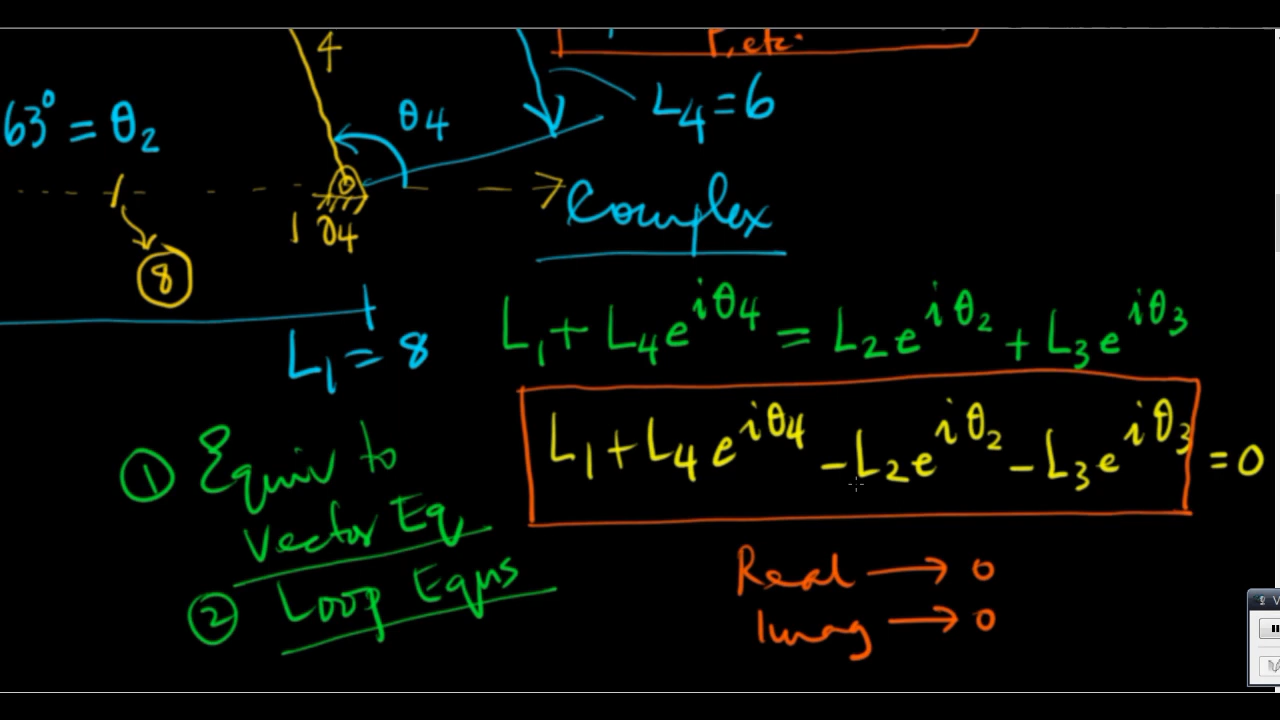 4
F, etc.
L₄ = 6
63° = θ₂
θ4
1 O4
Complex
8
L₁ + L₄e^{iθ4} = L₂e^{iθ₂} + L₃e^{iθ3}
L₁ = 8
L₁ + L₄e^{iθ4} - L₂e^{iθ₂} - L₃e^{iθ3} = 0
① Equiv to
Vector Eq
② Loop Eqns
Real → 0
Imag → 0